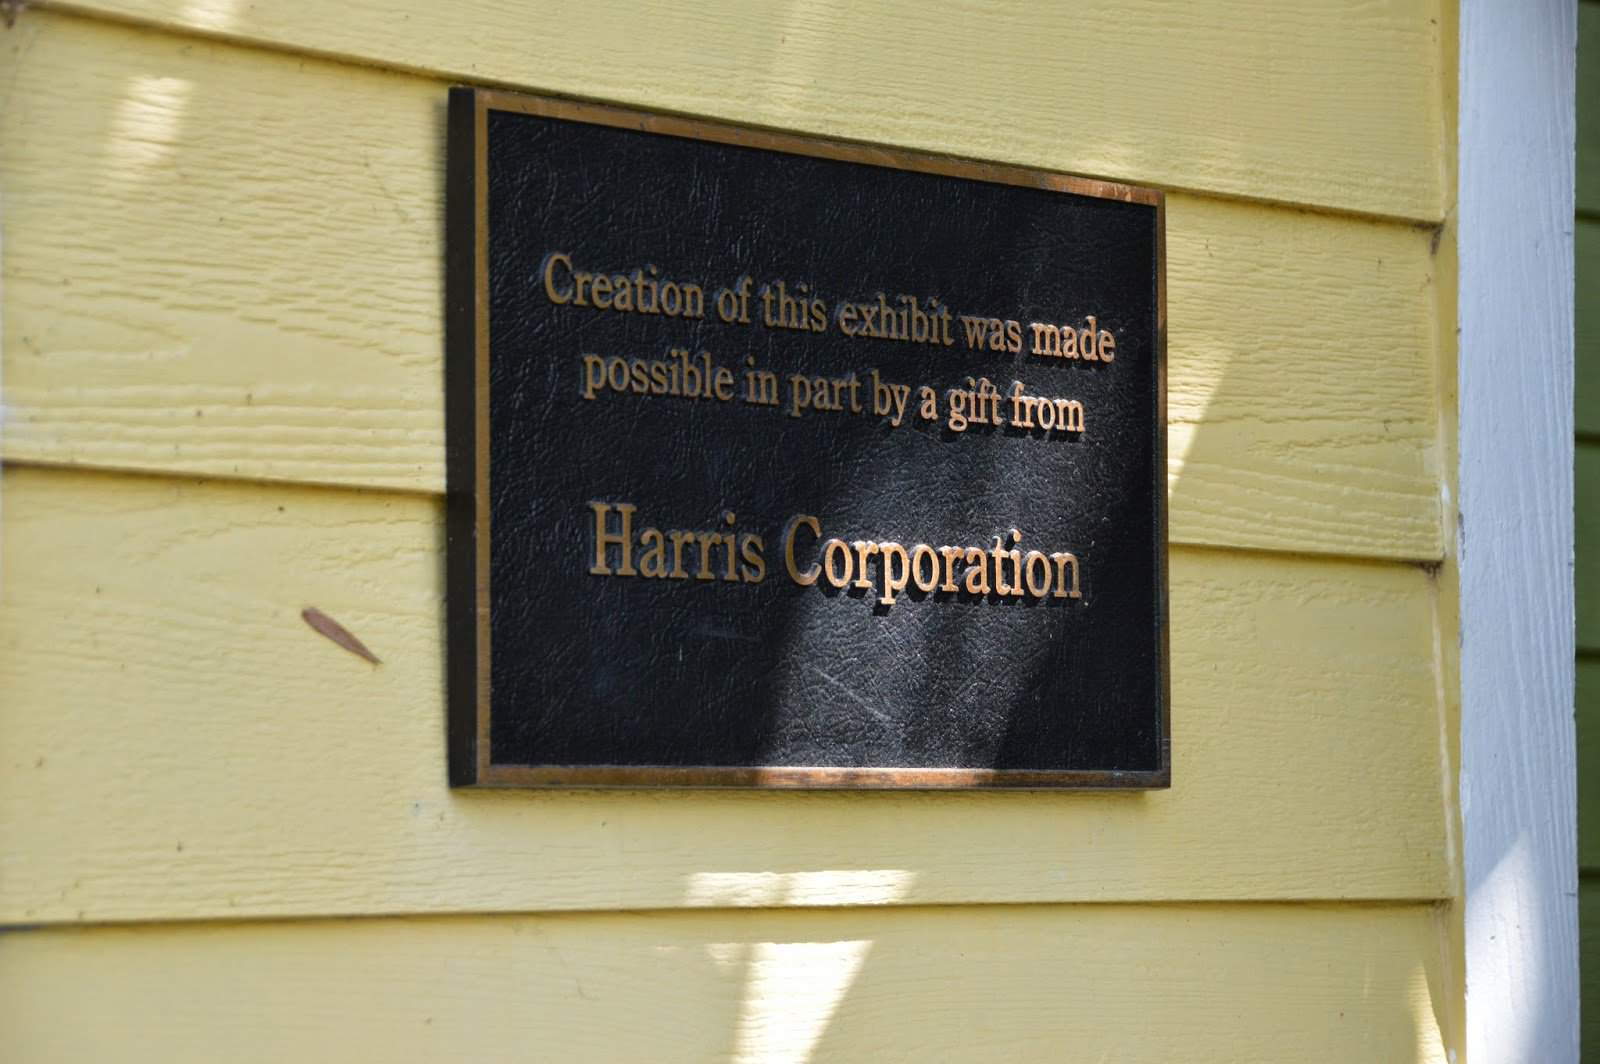 Creation of this exhibit was made
possible in part by a gift from
Harris Corporation